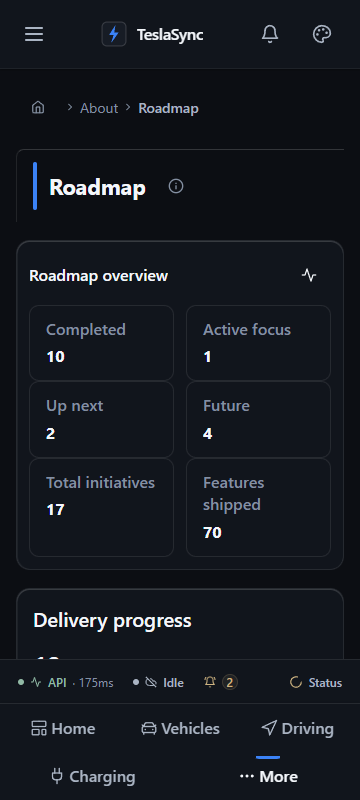 TeslaSync
About
Roadmap
Roadmap
Roadmap overview
Completed
10
Active focus
1
Up next
2
Future
4
Total initiatives
17
Features
shipped
70
Delivery progress
API · 175ms
Idle
2
Status
Home
Vehicles
Driving
Charging
More